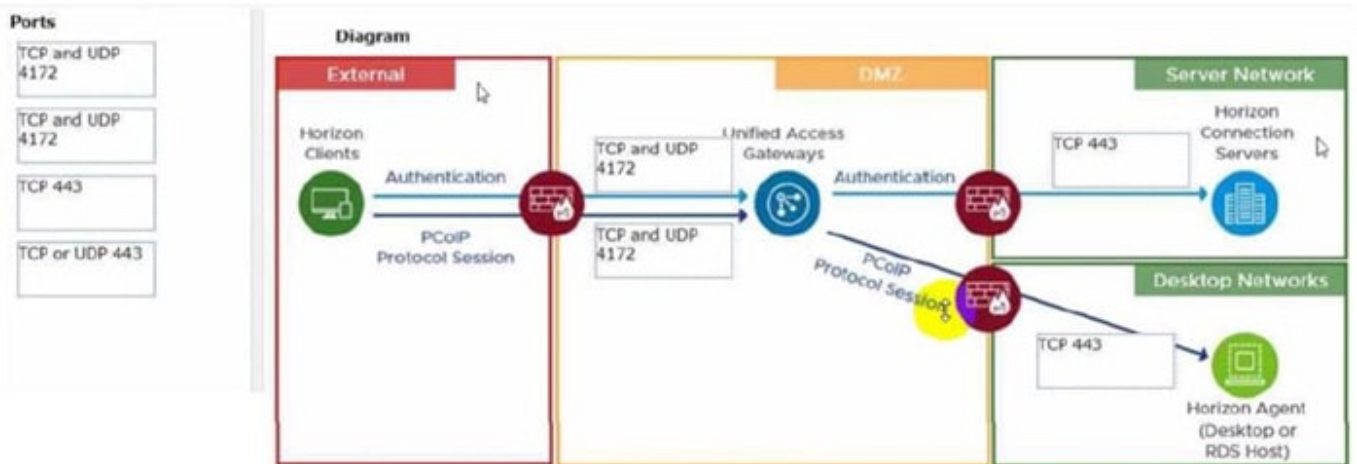 Ports
TCP and UDP
4172
TCP and UDP
4172
TCP 443
TCP or UDP 443
Diagram
External
DMZ
Server Network
Horizon
Clients
Authentication
PCoIP
Protocol Session
TCP and UDP
4172
TCP and UDP
4172
Unified Access
Gateways
Authentication
PCoIP
Protocol Session
TCP 443
Horizon
Connection
Servers
Desktop Networks
TCP 443
Horizon Agent
(Desktop or
RDS Host)